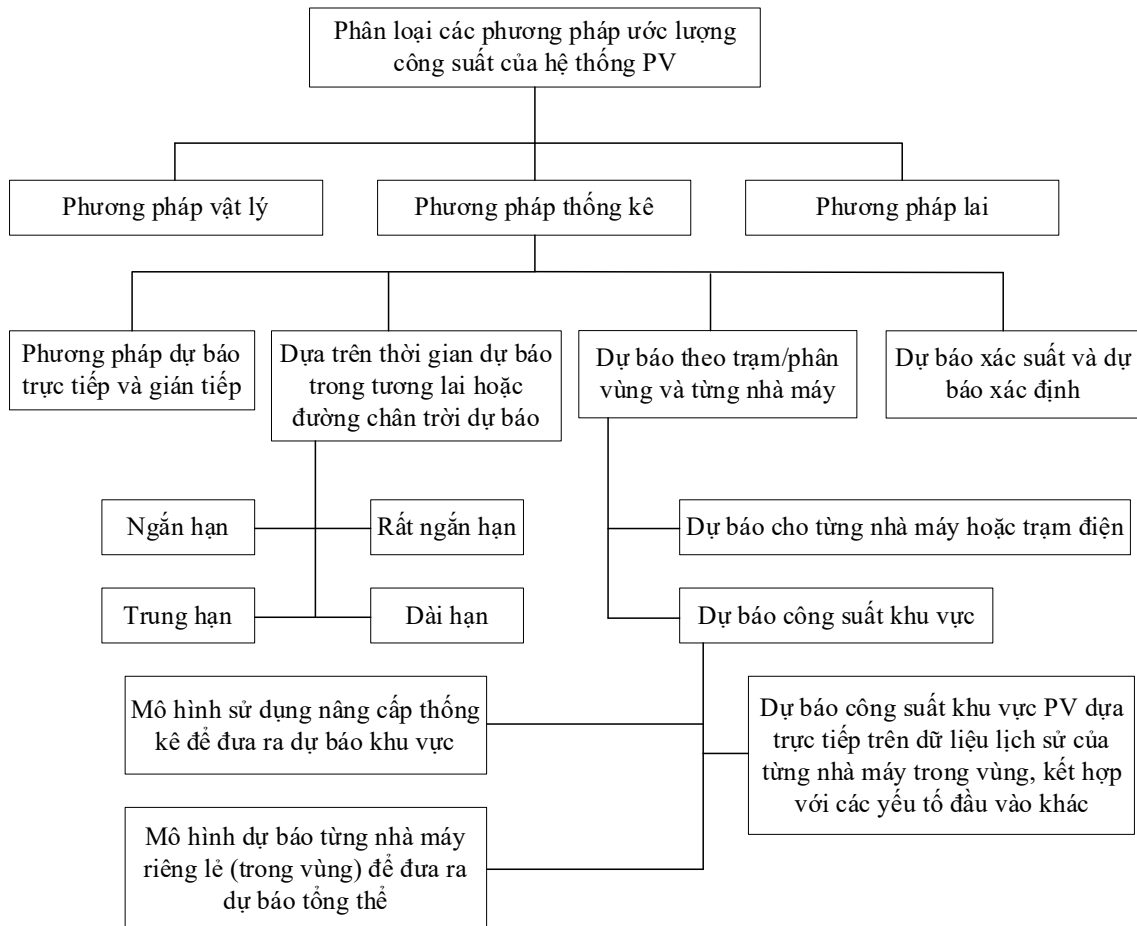 Phân loại các phương pháp ước lượng
công suất của hệ thống PV
Phương pháp vật lý
Phương pháp thống kê
Phương pháp lai
Phương pháp dự báo
trực tiếp và gián tiếp
Dựa trên thời gian dự báo
trong tương lai hoặc
đường chân trời dự báo
Dự báo theo trạm/phân
vùng và từng nhà máy
Dự báo xác suất và dự
báo xác định
Ngắn hạn
Rất ngắn hạn
Dự báo cho từng nhà máy hoặc trạm điện
Trung hạn
Dài hạn
Dự báo công suất khu vực
Mô hình sử dụng nâng cấp thống
kê để đưa ra dự báo khu vực
Dự báo công suất khu vực PV dựa
trực tiếp trên dữ liệu lịch sử của
từng nhà máy trong vùng, kết hợp
với các yếu tố đầu vào khác
Mô hình dự báo từng nhà máy
riêng lẻ (trong vùng) để đưa ra
dự báo tổng thể